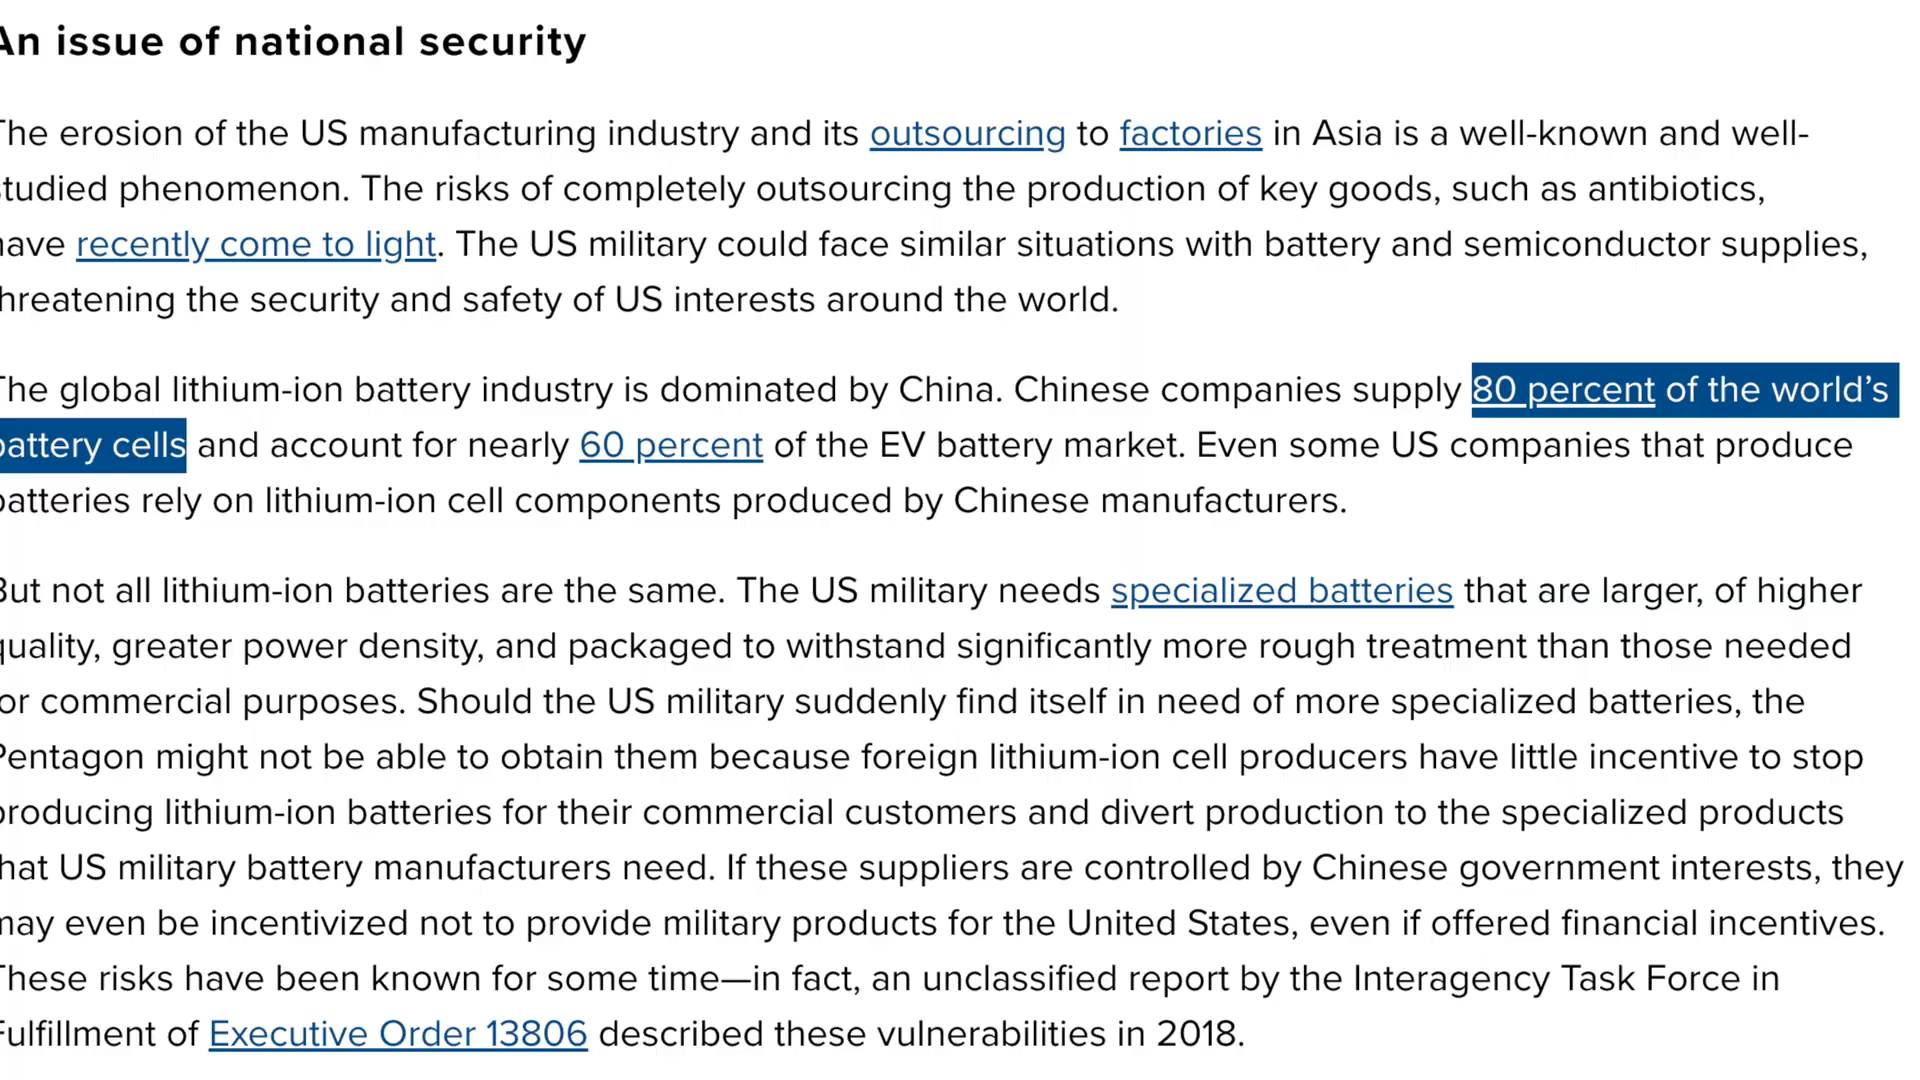 An issue of national security
The erosion of the US manufacturing industry and its outsourcing to factories in Asia is a well-known and well-
studied phenomenon. The risks of completely outsourcing the production of key goods, such as antibiotics,
have recently come to light. The US military could face similar situations with battery and semiconductor supplies,
threatening the security and safety of US interests around the world.
The global lithium-ion battery industry is dominated by China. Chinese companies supply 80 percent of the world’s
battery cells and account for nearly 60 percent of the EV battery market. Even some US companies that produce
batteries rely on lithium-ion cell components produced by Chinese manufacturers.
But not all lithium-ion batteries are the same. The US military needs specialized batteries that are larger, of higher
quality, greater power density, and packaged to withstand significantly more rough treatment than those needed
for commercial purposes. Should the US military suddenly find itself in need of more specialized batteries, the
Pentagon might not be able to obtain them because foreign lithium-ion cell producers have little incentive to stop
producing lithium-ion batteries for their commercial customers and divert production to the specialized products
that US military battery manufacturers need. If these suppliers are controlled by Chinese government interests, they
may even be incentivized not to provide military products for the United States, even if offered financial incentives.
These risks have been known for some time—in fact, an unclassified report by the Interagency Task Force in
Fulfillment of Executive Order 13806 described these vulnerabilities in 2018.